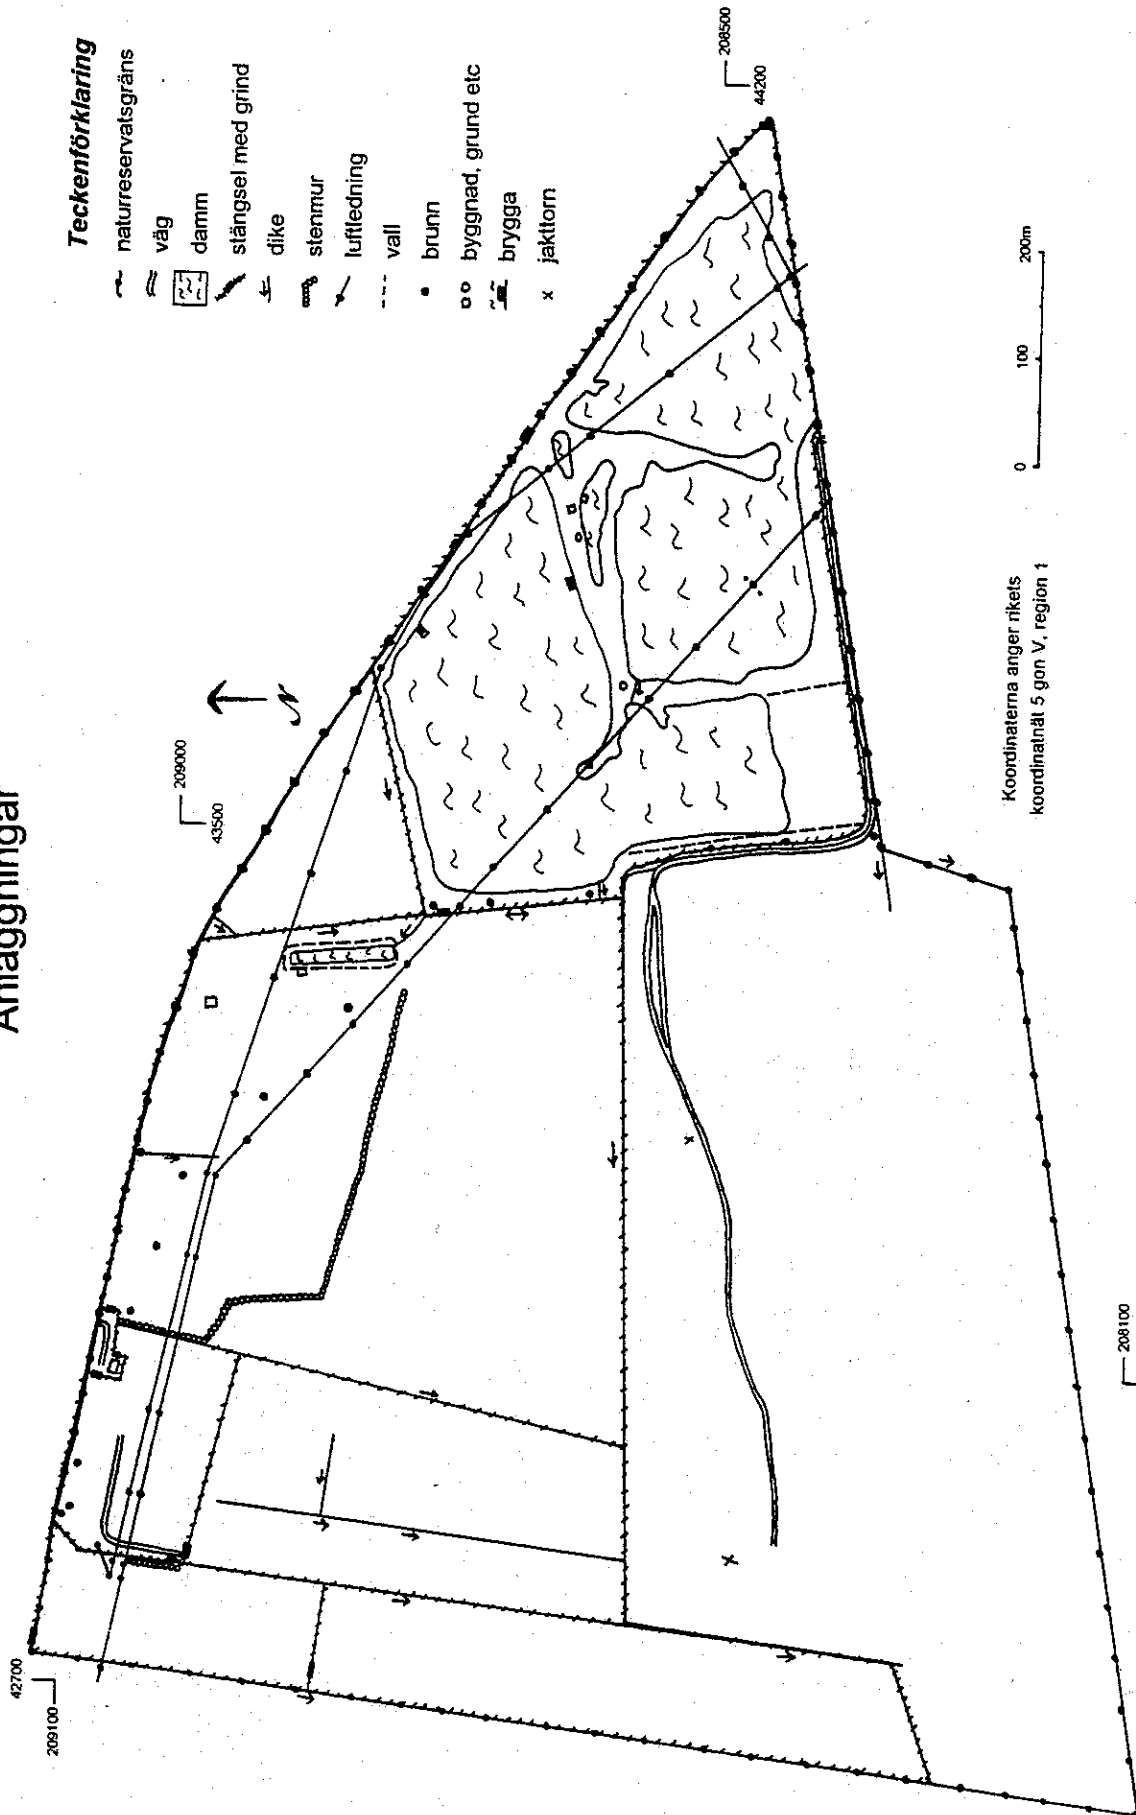 Anläggningar
Teckenförklaring
naturreservatsgräns
väg
damm
stängsel med grind
dike
stenmur
luftledning
vall
brunn
byggnad, grund etc
brygga
jakttorn
N
42700
209100
209000
43500
208500
44200
208100
0 100 200m
Koordinaterna anger rikets
koordinatnät 5 gon V, region 1